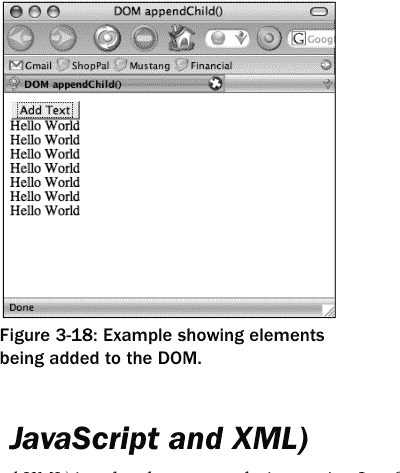 DOM appendChild()
G Goog
Gmail ShopPal Mustang Financial
DOM appendChild()
Add Text
Hello World
Hello World
Hello World
Hello World
Hello World
Hello World
Hello World
Done
Figure 3-18: Example showing elements
being added to the DOM.
JavaScript and XML)